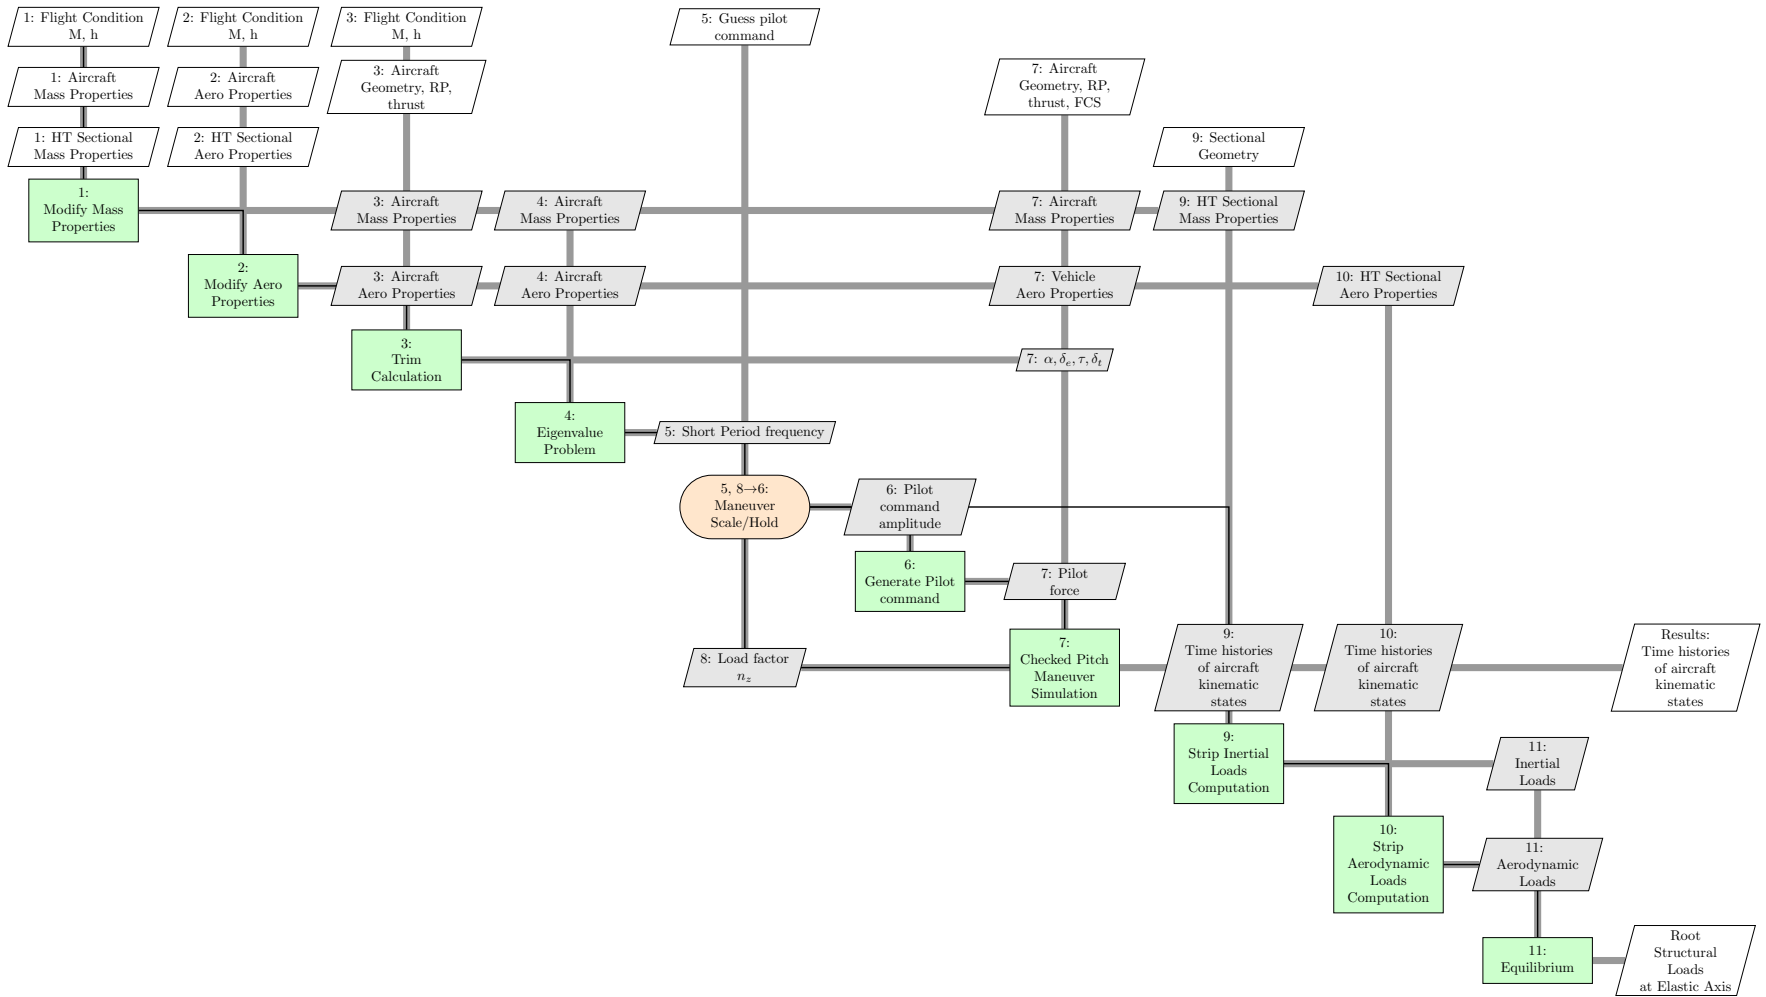 1: Flight Condition
M, h
2: Flight Condition
M, h
3: Flight Condition
M, h
5: Guess pilot
command
1: Aircraft
Mass Properties
2: Aircraft
Aero Properties
3: Aircraft
Geometry, RP,
thrust
7: Aircraft
Geometry, RP,
thrust, FCS
1: HT Sectional
Mass Properties
2: HT Sectional
Aero Properties
9: Sectional
Geometry
1:
Modify Mass
Properties
3: Aircraft
Mass Properties
4: Aircraft
Mass Properties
7: Aircraft
Mass Properties
9: HT Sectional
Mass Properties
2:
Modify Aero
Properties
3: Aircraft
Aero Properties
4: Aircraft
Aero Properties
7: Vehicle
Aero Properties
10: HT Sectional
Aero Properties
3:
Trim
Calculation
7: α, δₑ, τ, δₜ
4:
Eigenvalue
Problem
5: Short Period frequency
5, 8→6:
Maneuver
Scale/Hold
6: Pilot
command
amplitude
6:
Generate Pilot
command
7: Pilot
force
8: Load factor
n_z
7:
Checked Pitch
Maneuver
Simulation
9:
Time histories
of aircraft
kinematic
states
10:
Time histories
of aircraft
kinematic
states
Results:
Time histories
of aircraft
kinematic
states
9:
Strip Inertial
Loads
Computation
11:
Inertial
Loads
10:
Strip
Aerodynamic
Loads
Computation
11:
Aerodynamic
Loads
11:
Equilibrium
Root
Structural
Loads
at Elastic Axis